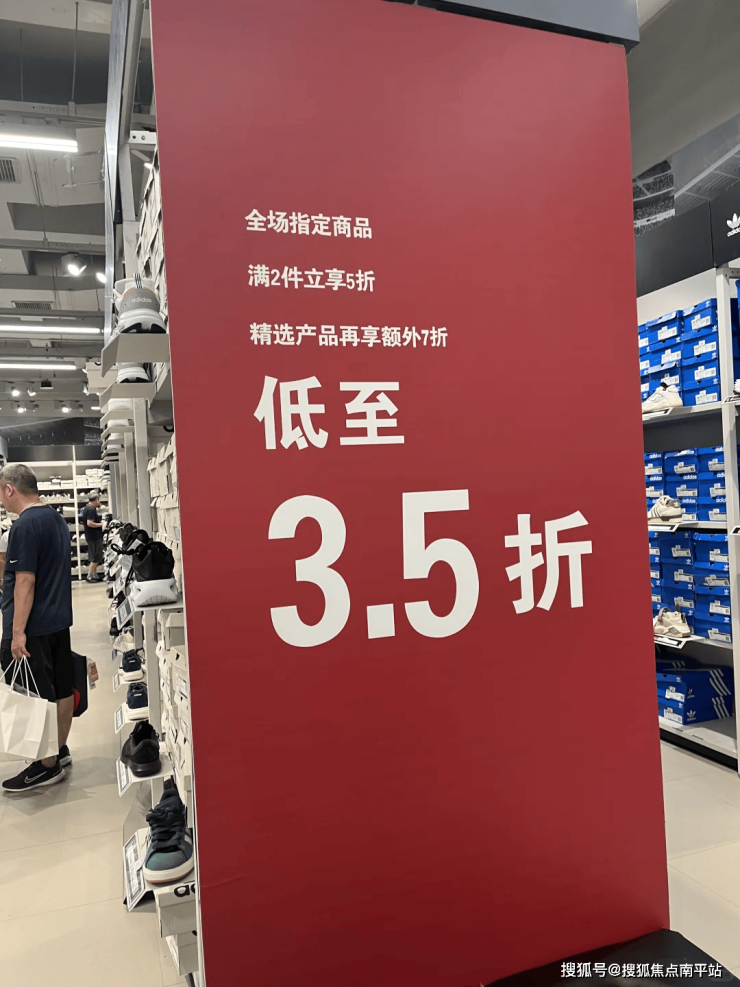 全场指定商品
满2件立享5折
精选产品再享额外7折
低至
3.5折
adidas
搜狐号@搜狐焦点南平站